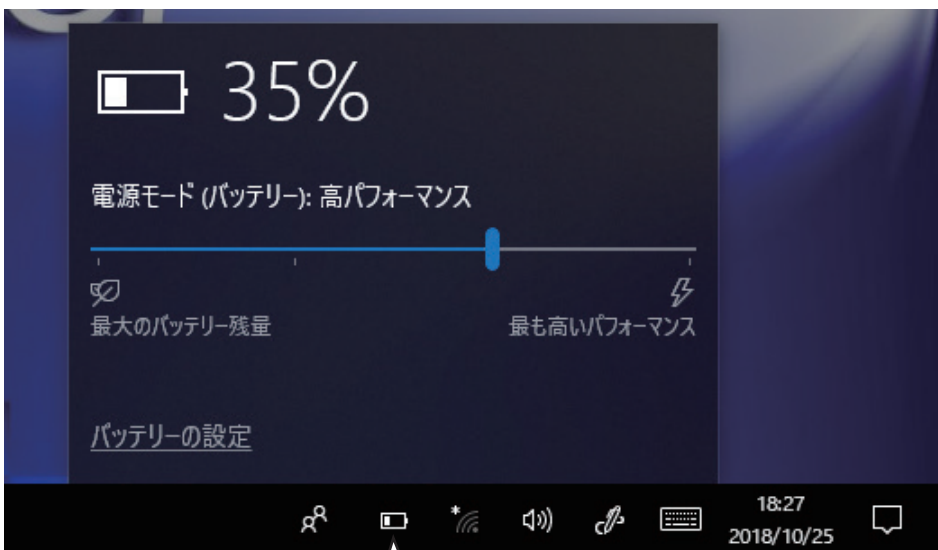 35%
電源モード (バッテリー): 高パフォーマンス
最大のバッテリー残量
最も高いパフォーマンス
バッテリーの設定
18:27
2018/10/25